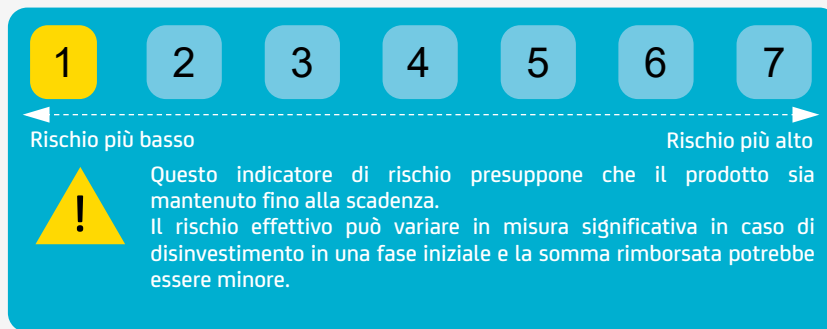 1 2 3 4 5 6 7
Rischio più basso Rischio più alto
! Questo indicatore di rischio presuppone che il prodotto sia
mantenuto fino alla scadenza.
Il rischio effettivo può variare in misura significativa in caso di
disinvestimento in una fase iniziale e la somma rimborsata potrebbe
essere minore.